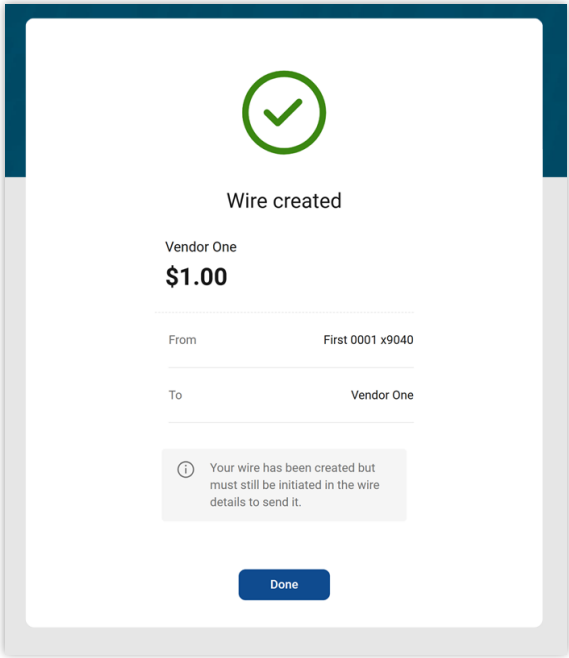 Wire created
Vendor One
$1.00
From First 0001 x9040
To Vendor One
Your wire has been created but
must still be initiated in the wire
details to send it.
Done